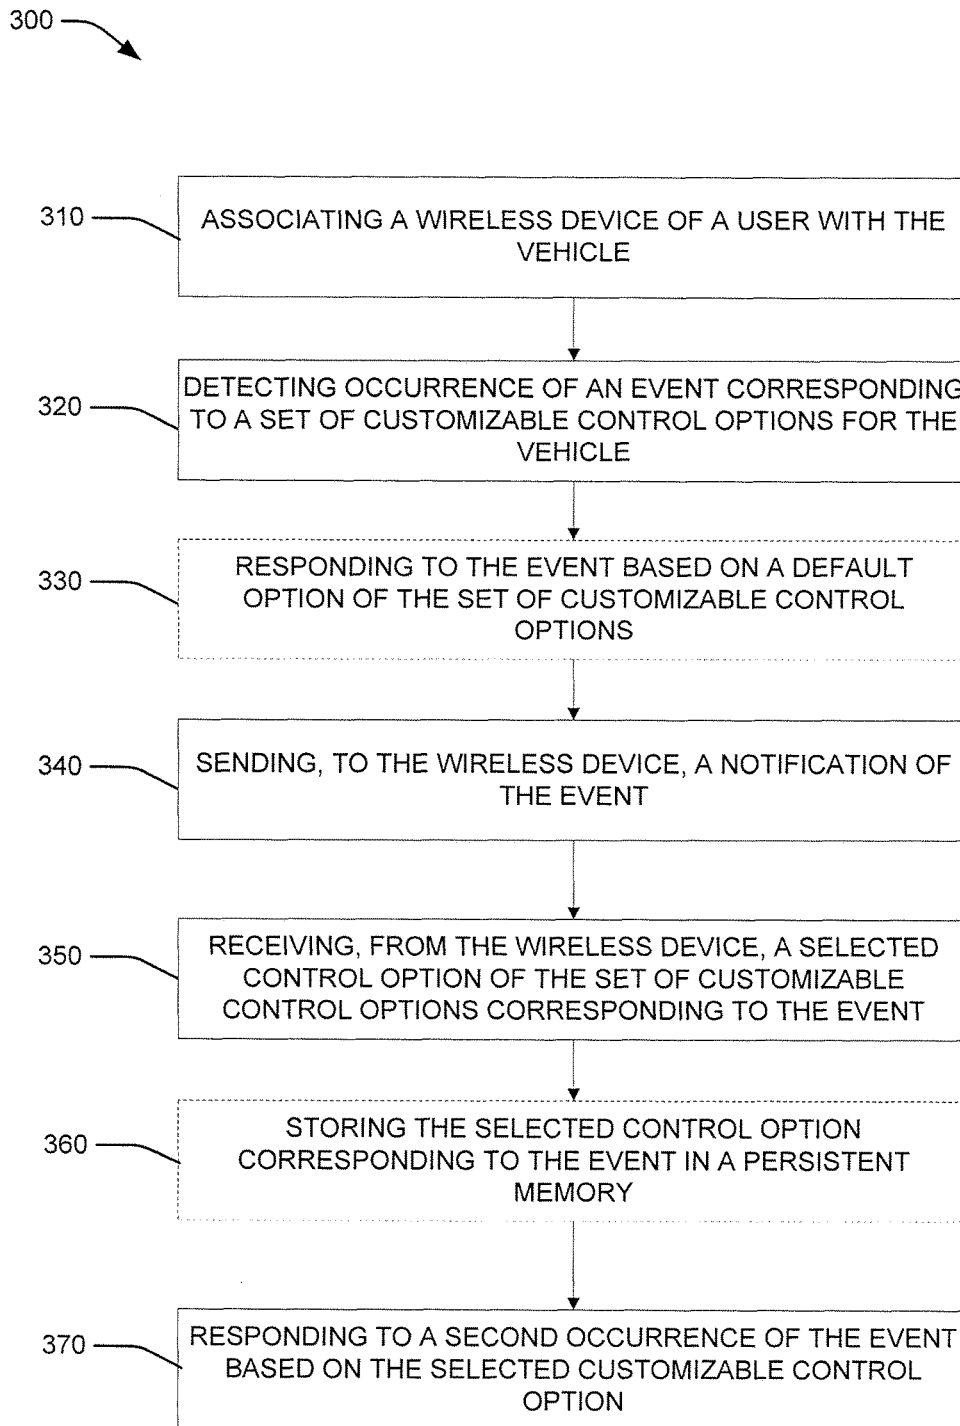 300
310
ASSOCIATING A WIRELESS DEVICE OF A USER WITH THE
VEHICLE
320
DETECTING OCCURRENCE OF AN EVENT CORRESPONDING
TO A SET OF CUSTOMIZABLE CONTROL OPTIONS FOR THE
VEHICLE
330
RESPONDING TO THE EVENT BASED ON A DEFAULT
OPTION OF THE SET OF CUSTOMIZABLE CONTROL
OPTIONS
340
SENDING, TO THE WIRELESS DEVICE, A NOTIFICATION OF
THE EVENT
350
RECEIVING, FROM THE WIRELESS DEVICE, A SELECTED
CONTROL OPTION OF THE SET OF CUSTOMIZABLE
CONTROL OPTIONS CORRESPONDING TO THE EVENT
360
STORING THE SELECTED CONTROL OPTION
CORRESPONDING TO THE EVENT IN A PERSISTENT
MEMORY
370
RESPONDING TO A SECOND OCCURRENCE OF THE EVENT
BASED ON THE SELECTED CUSTOMIZABLE CONTROL
OPTION